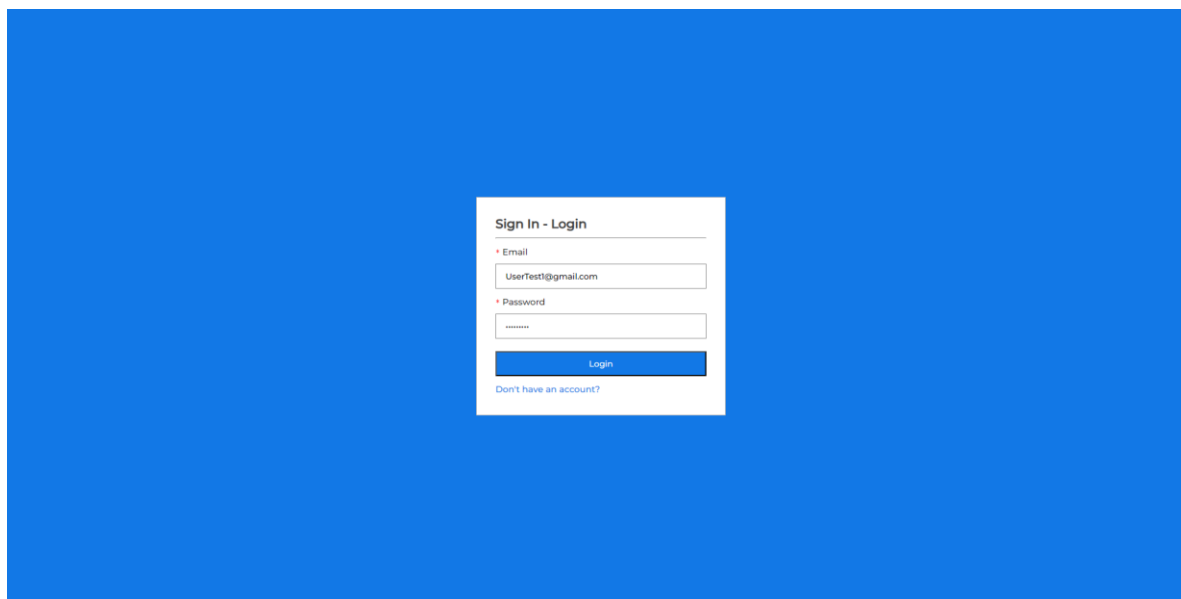 Sign In - Login
* Email
UserTest1@gmail.com
* Password
•••••••••
Login
Don't have an account?